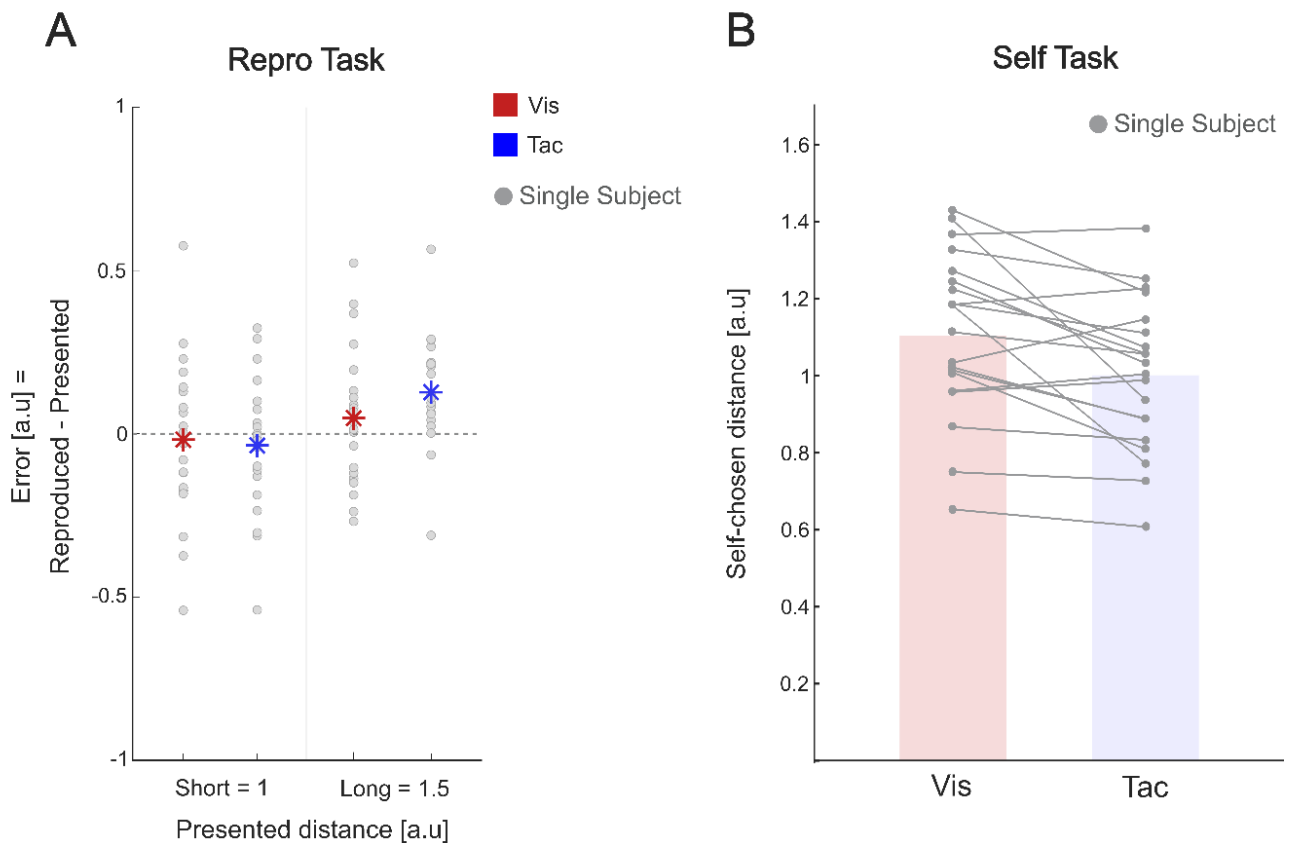 A
Repro Task
Vis
Tac
Single Subject
1
0.5
0
-0.5
-1
Error [a.u] =
Reproduced - Presented
Short = 1
Long = 1.5
Presented distance [a.u]
B
Self Task
Single Subject
1.6
1.4
1.2
1
0.8
0.6
0.4
0.2
Self-chosen distance [a.u]
Vis
Tac